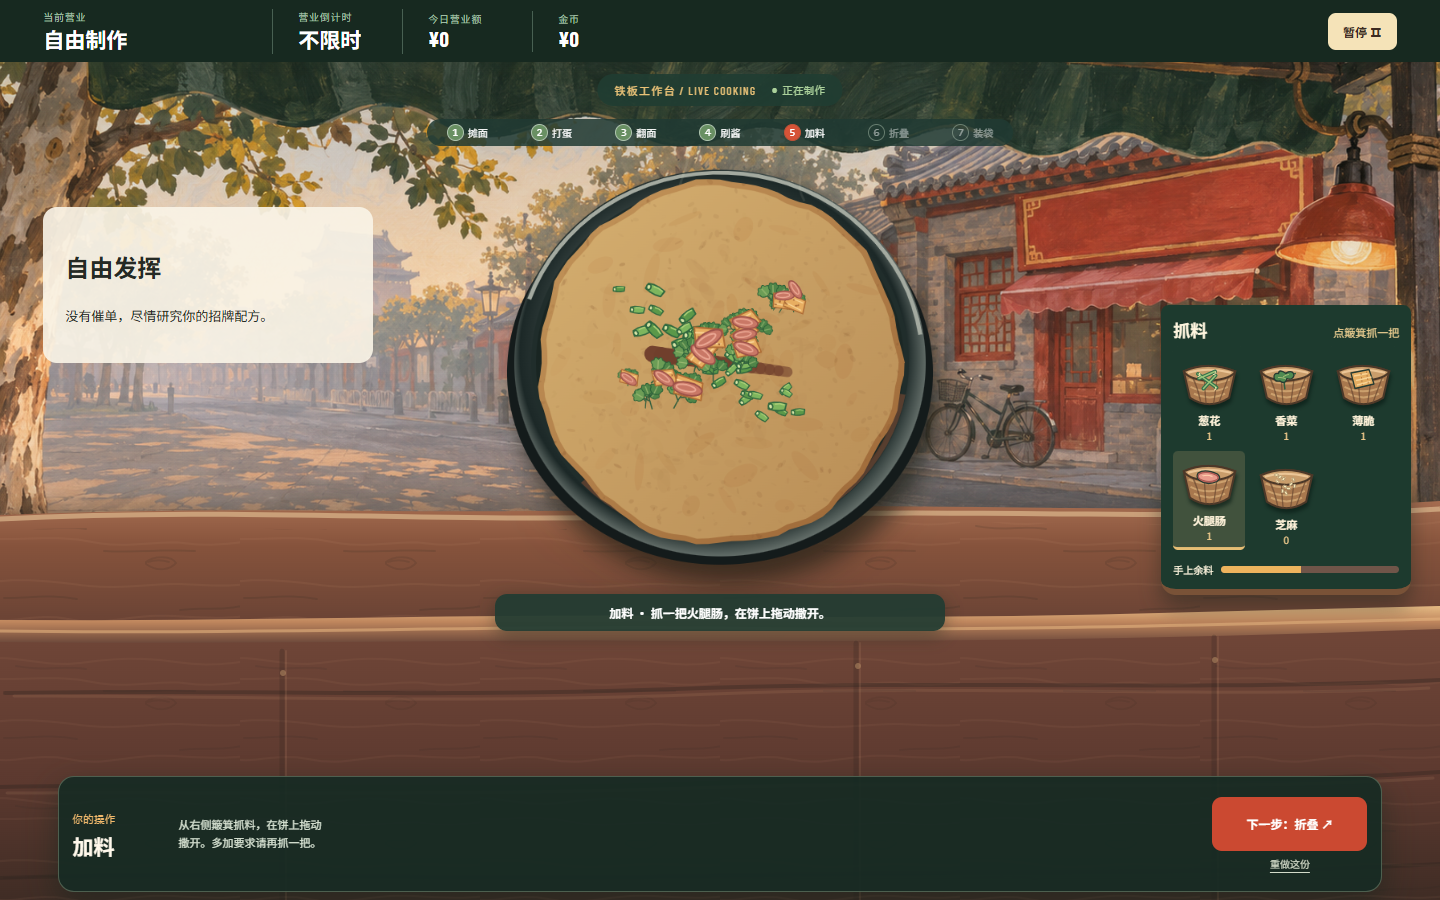 当前营业
自由制作
营业倒计时
不限时
今日营业额
¥0
金币
¥0
暂停
铁板工作台 / LIVE COOKING
正在制作
1 摊面
2 打蛋
3 翻面
4 刷酱
5 加料
6 折叠
7 装袋
自由发挥
没有催单，尽情研究你的招牌配方。
抓料
点簸箕抓一把
葱花
1
香菜
1
薄脆
1
火腿肠
1
芝麻
0
手上余料
加料 · 抓一把火腿肠，在饼上拖动撒开。
你的操作
加料
从右侧簸箕抓料，在饼上拖动
撒开。多加要求请再抓一把。
下一步：折叠 ↗
重做这份